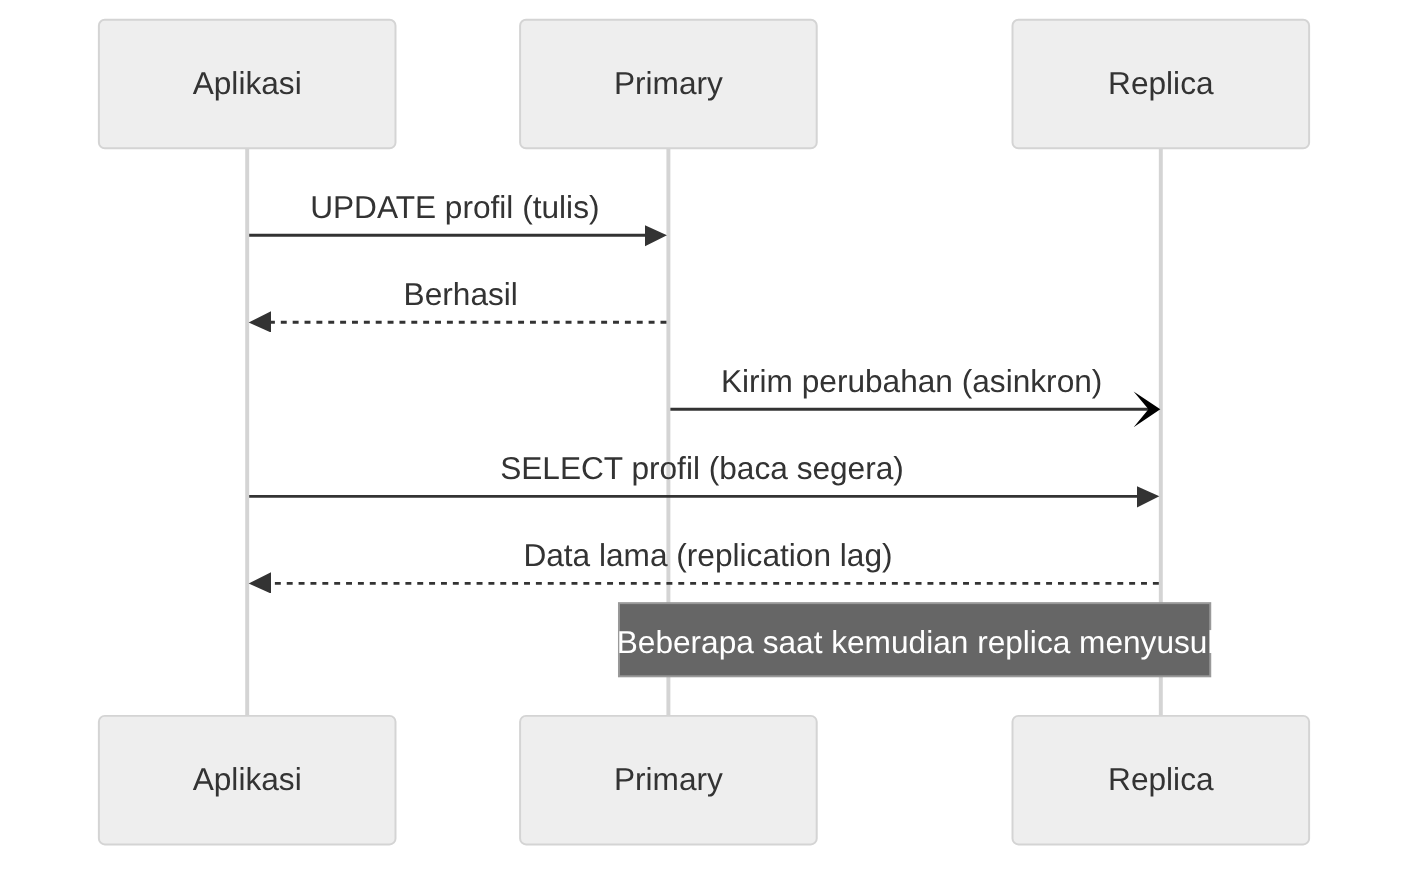 Aplikasi
Primary
Replica
UPDATE profil (tulis)
Berhasil
Kirim perubahan (asinkron)
SELECT profil (baca segera)
Data lama (replication lag)
Beberapa saat kemudian replica menyusul
Aplikasi
Primary
Replica